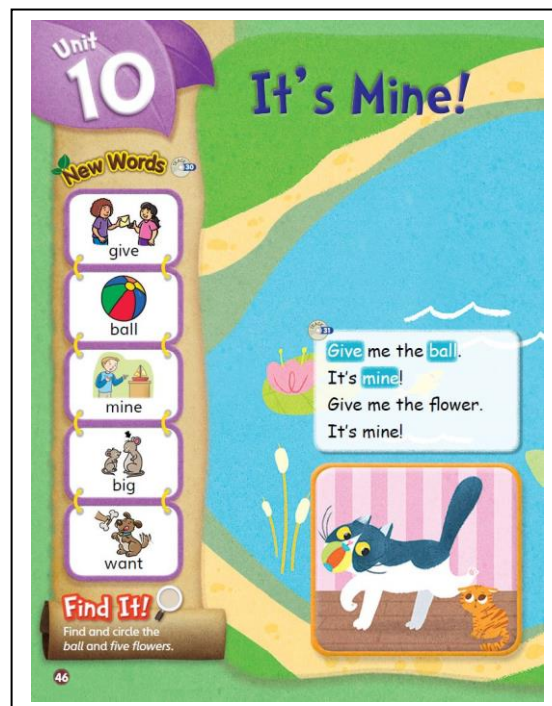 Unit
10
It's Mine!
New Words
30
give
ball
mine
big
want
31
Give me the ball.
It's mine!
Give me the flower.
It's mine!
Find It!
Find and circle the
ball and five flowers.
46